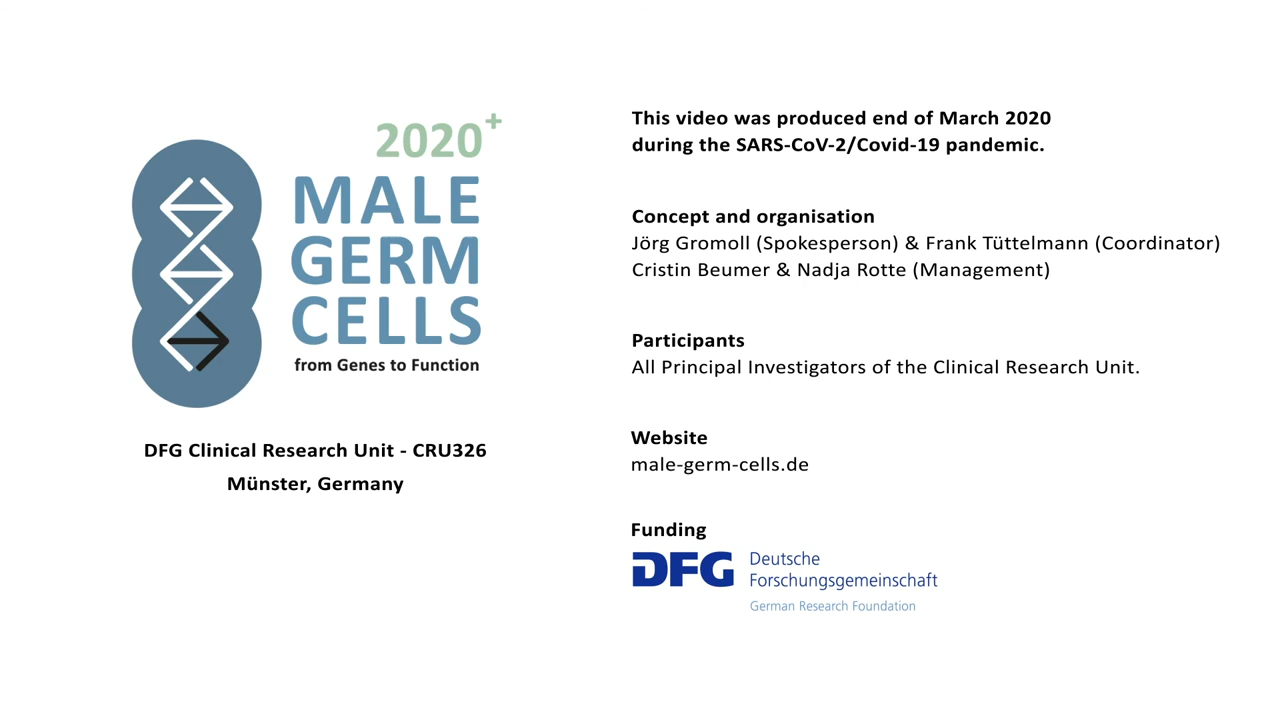 2020+
MALE
GERM
CELLS
from Genes to Function
DFG Clinical Research Unit - CRU326
Münster, Germany
This video was produced end of March 2020
during the SARS-CoV-2/Covid-19 pandemic.
Concept and organisation
Jörg Gromoll (Spokesperson) & Frank Tüttelmann (Coordinator)
Cristin Beumer & Nadja Rotte (Management)
Participants
All Principal Investigators of the Clinical Research Unit.
Website
male-germ-cells.de
Funding
DFG Deutsche
Forschungsgemeinschaft
German Research Foundation